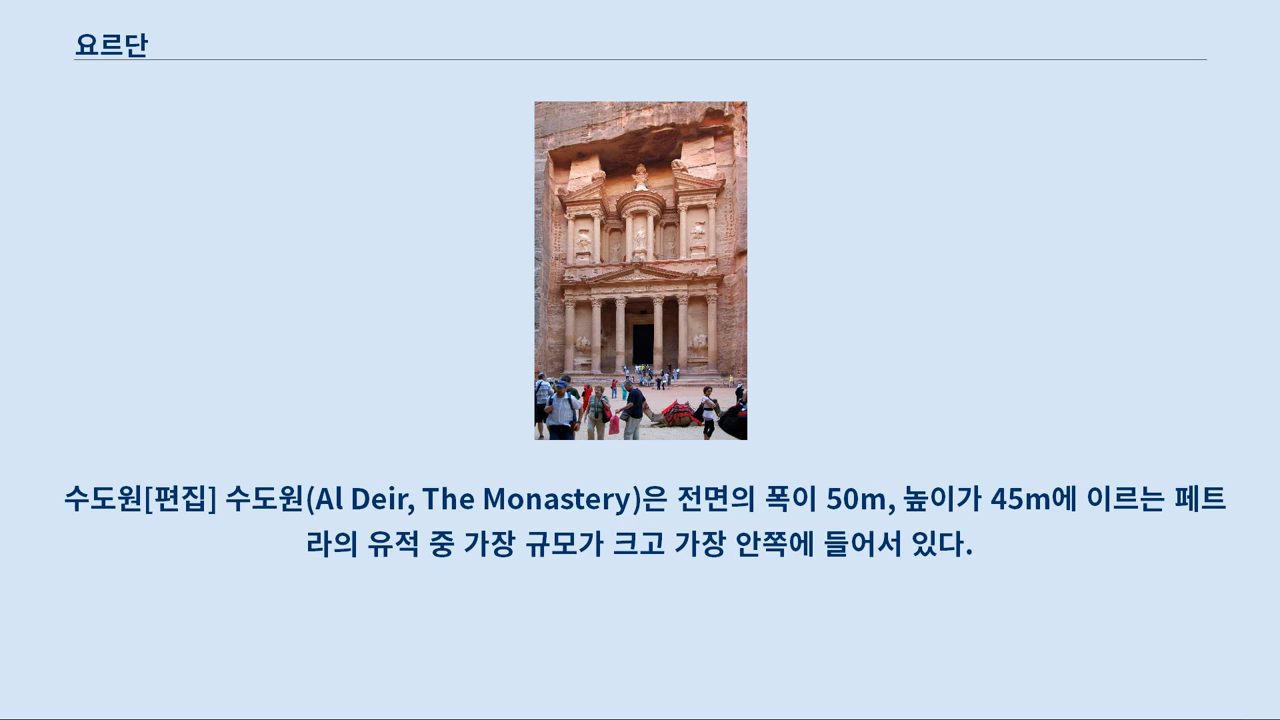 요르단
수도원[편집] 수도원(Al Deir, The Monastery)은 전면의 폭이 50m, 높이가 45m에 이르는 페트
라의 유적 중 가장 규모가 크고 가장 안쪽에 들어서 있다.